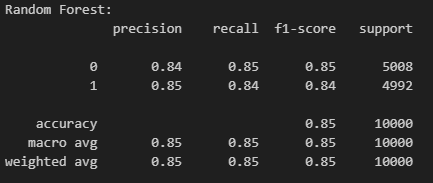 Random Forest:
precision recall f1-score support
0 0.84 0.85 0.85 5008
1 0.85 0.84 0.84 4992
accuracy 0.85 10000
macro avg 0.85 0.85 0.85 10000
weighted avg 0.85 0.85 0.85 10000